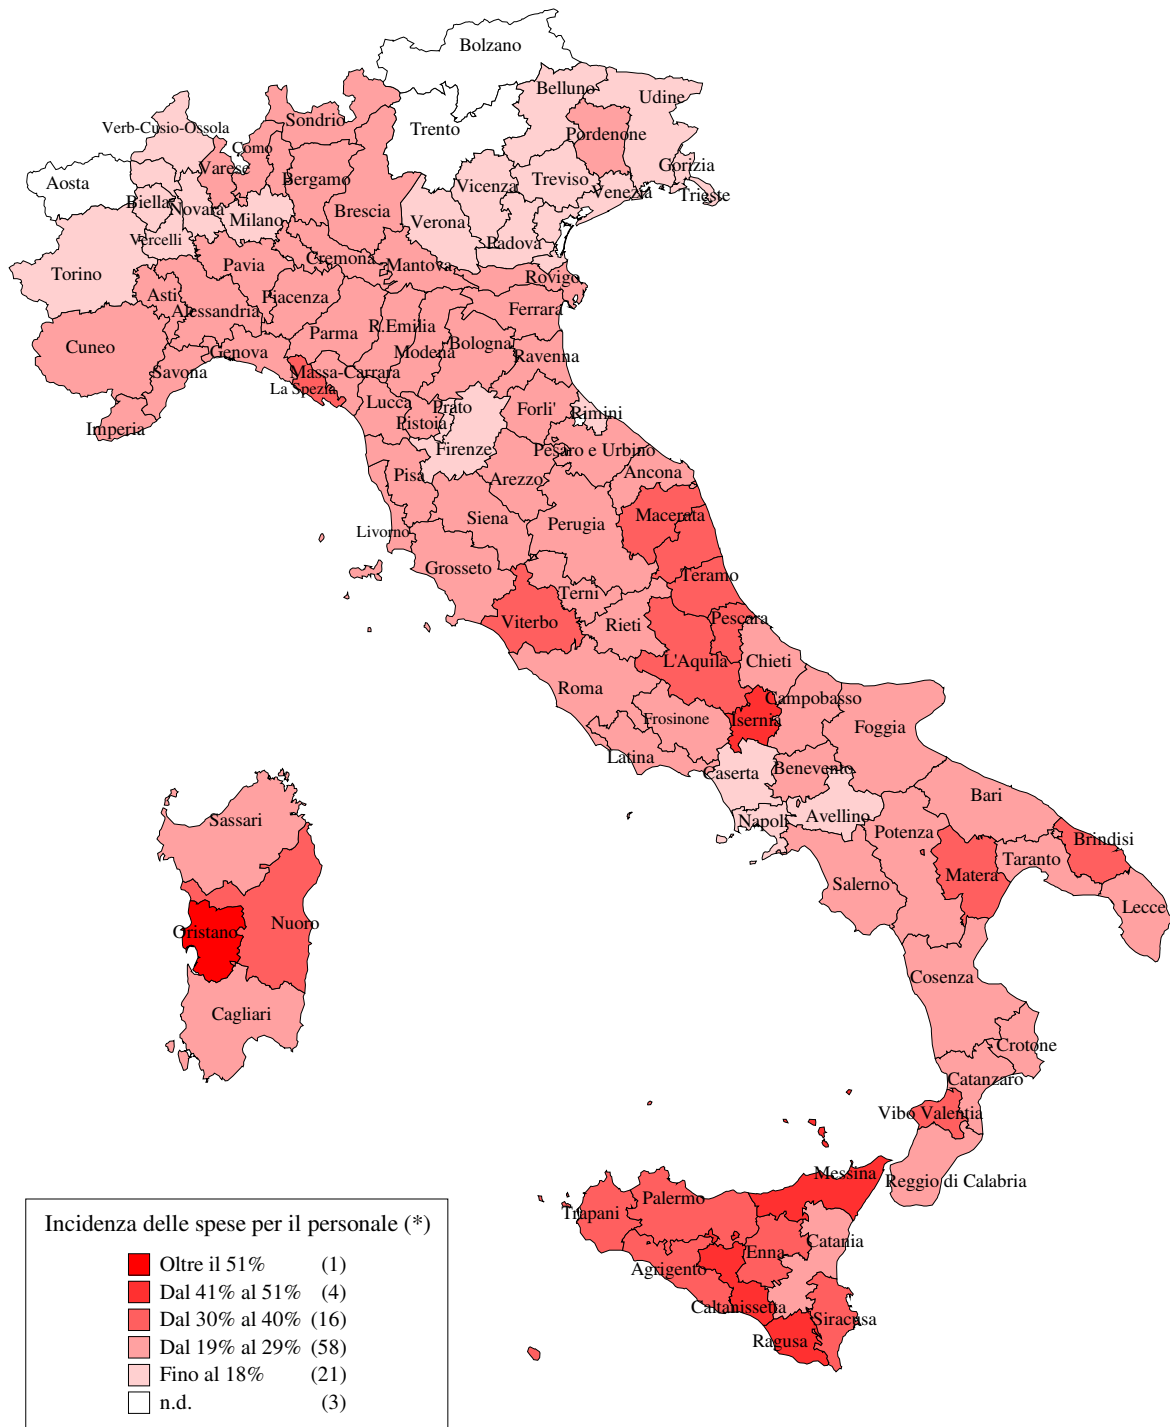 Bolzano
Belluno
Udine
Verb-Cusio-Ossola
Sondrio
Trento
Pordenone
Como
Varese
Gorizia
Aosta
Bergamo
Vicenza
Treviso
Venezia
Trieste
Biella
Novara
Milano
Brescia
Verona
Vercelli
Padova
Torino
Pavia
Cremona
Mantova
Rovigo
Asti
Piacenza
Alessandria
Ferrara
Parma
R.Emilia
Cuneo
Genova
Modena
Bologna
Ravenna
Savona
Massa-Carrara
La Spezia
Lucca
Prato
Forli'
Rimini
Imperia
Pistoia
Firenze
Pesaro e Urbino
Pisa
Arezzo
Ancona
Siena
Macerata
Livorno
Perugia
Grosseto
Teramo
Terni
Viterbo
Rieti
Pescara
L'Aquila
Chieti
Roma
Campobasso
Frosinone
Isernia
Foggia
Latina
Caserta
Benevento
Bari
Sassari
Napoli
Avellino
Potenza
Brindisi
Taranto
Matera
Salerno
Lecce
Nuoro
Oristano
Cosenza
Cagliari
Crotone
Catanzaro
Vibo Valentia
Messina
Reggio di Calabria
Palermo
Trapani
Catania
Enna
Agrigento
Caltanissetta
Siracusa
Ragusa
Incidenza delle spese per il personale (*)
Oltre il 51% (1)
Dal 41% al 51% (4)
Dal 30% al 40% (16)
Dal 19% al 29% (58)
Fino al 18% (21)
n.d. (3)